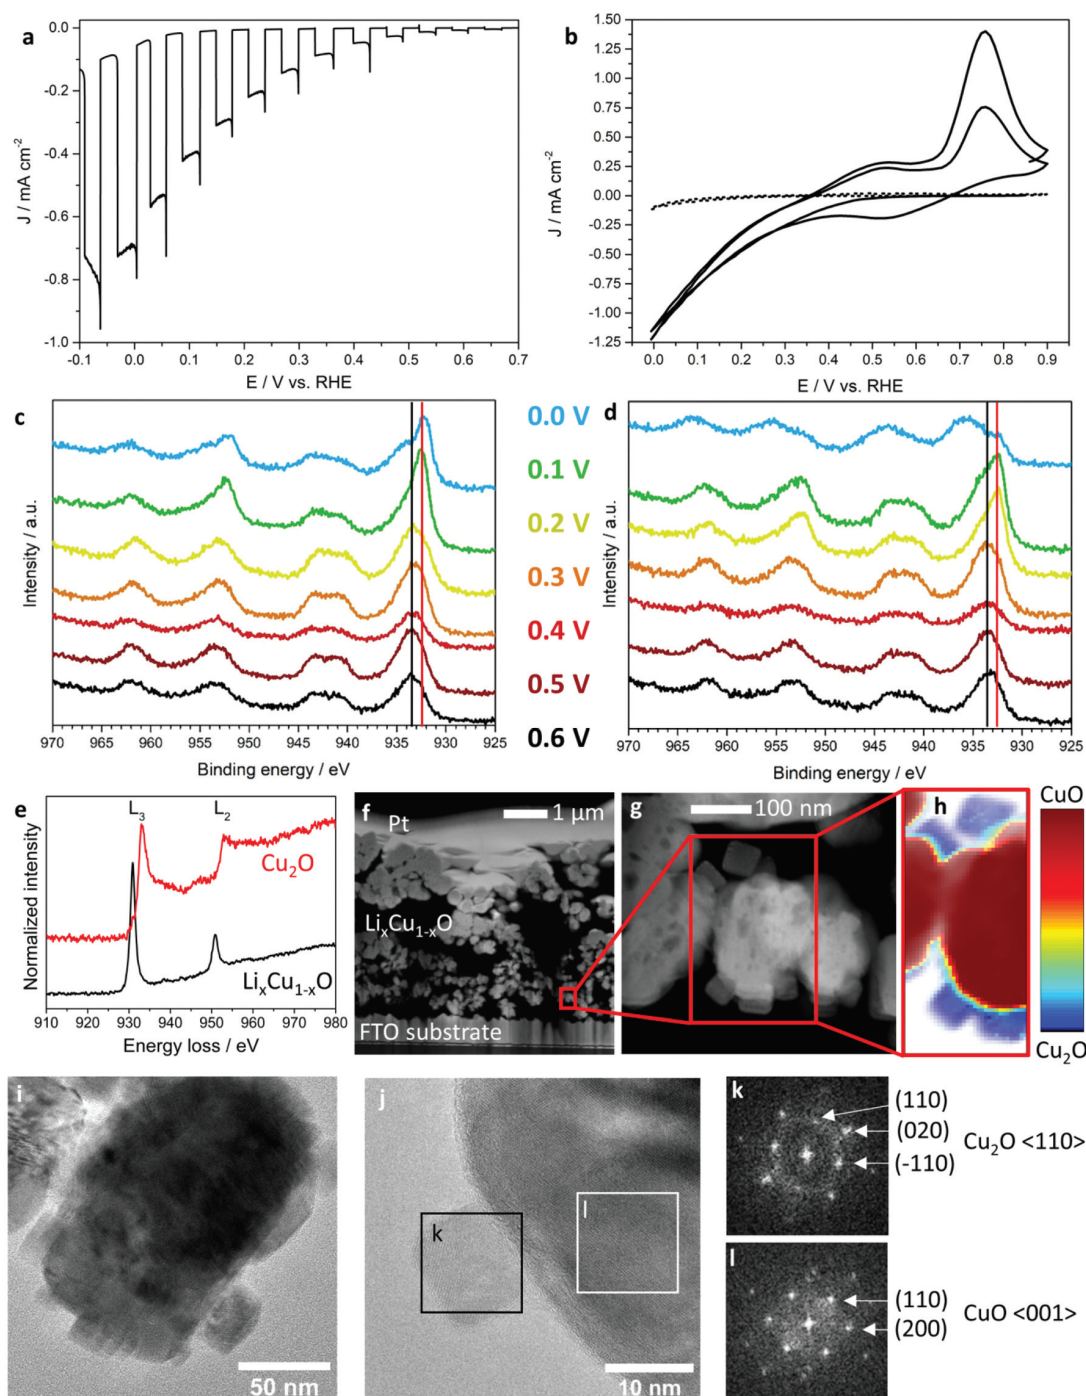 a
0.0
-0.2
-0.4
-0.6
-0.8
-1.0
J / mA cm⁻²
-0.1 0.0 0.1 0.2 0.3 0.4 0.5 0.6 0.7
E / V vs. RHE
b
1.50
1.25
1.00
0.75
0.50
0.25
0.00
-0.25
-0.50
-0.75
-1.00
-1.25
J / mA cm⁻²
0.0 0.1 0.2 0.3 0.4 0.5 0.6 0.7 0.8 0.9
E / V vs. RHE
c
Intensity / a.u.
970 965 960 955 950 945 940 935 930 925
Binding energy / eV
0.0 V
0.1 V
0.2 V
0.3 V
0.4 V
0.5 V
0.6 V
d
Intensity / a.u.
970 965 960 955 950 945 940 935 930 925
Binding energy / eV
e
L₃
L₂
Cu₂O
LiₓCu₁₋ₓO
Normalized intensity
910 920 930 940 950 960 970 980
Energy loss / eV
f
1 µm
Pt
LiₓCu₁₋ₓO
FTO substrate
g
100 nm
h
CuO
Cu₂O
i
50 nm
j
k
l
10 nm
k
(110)
(020)
(-110)
Cu₂O <110>
l
(110)
(200)
CuO <001>